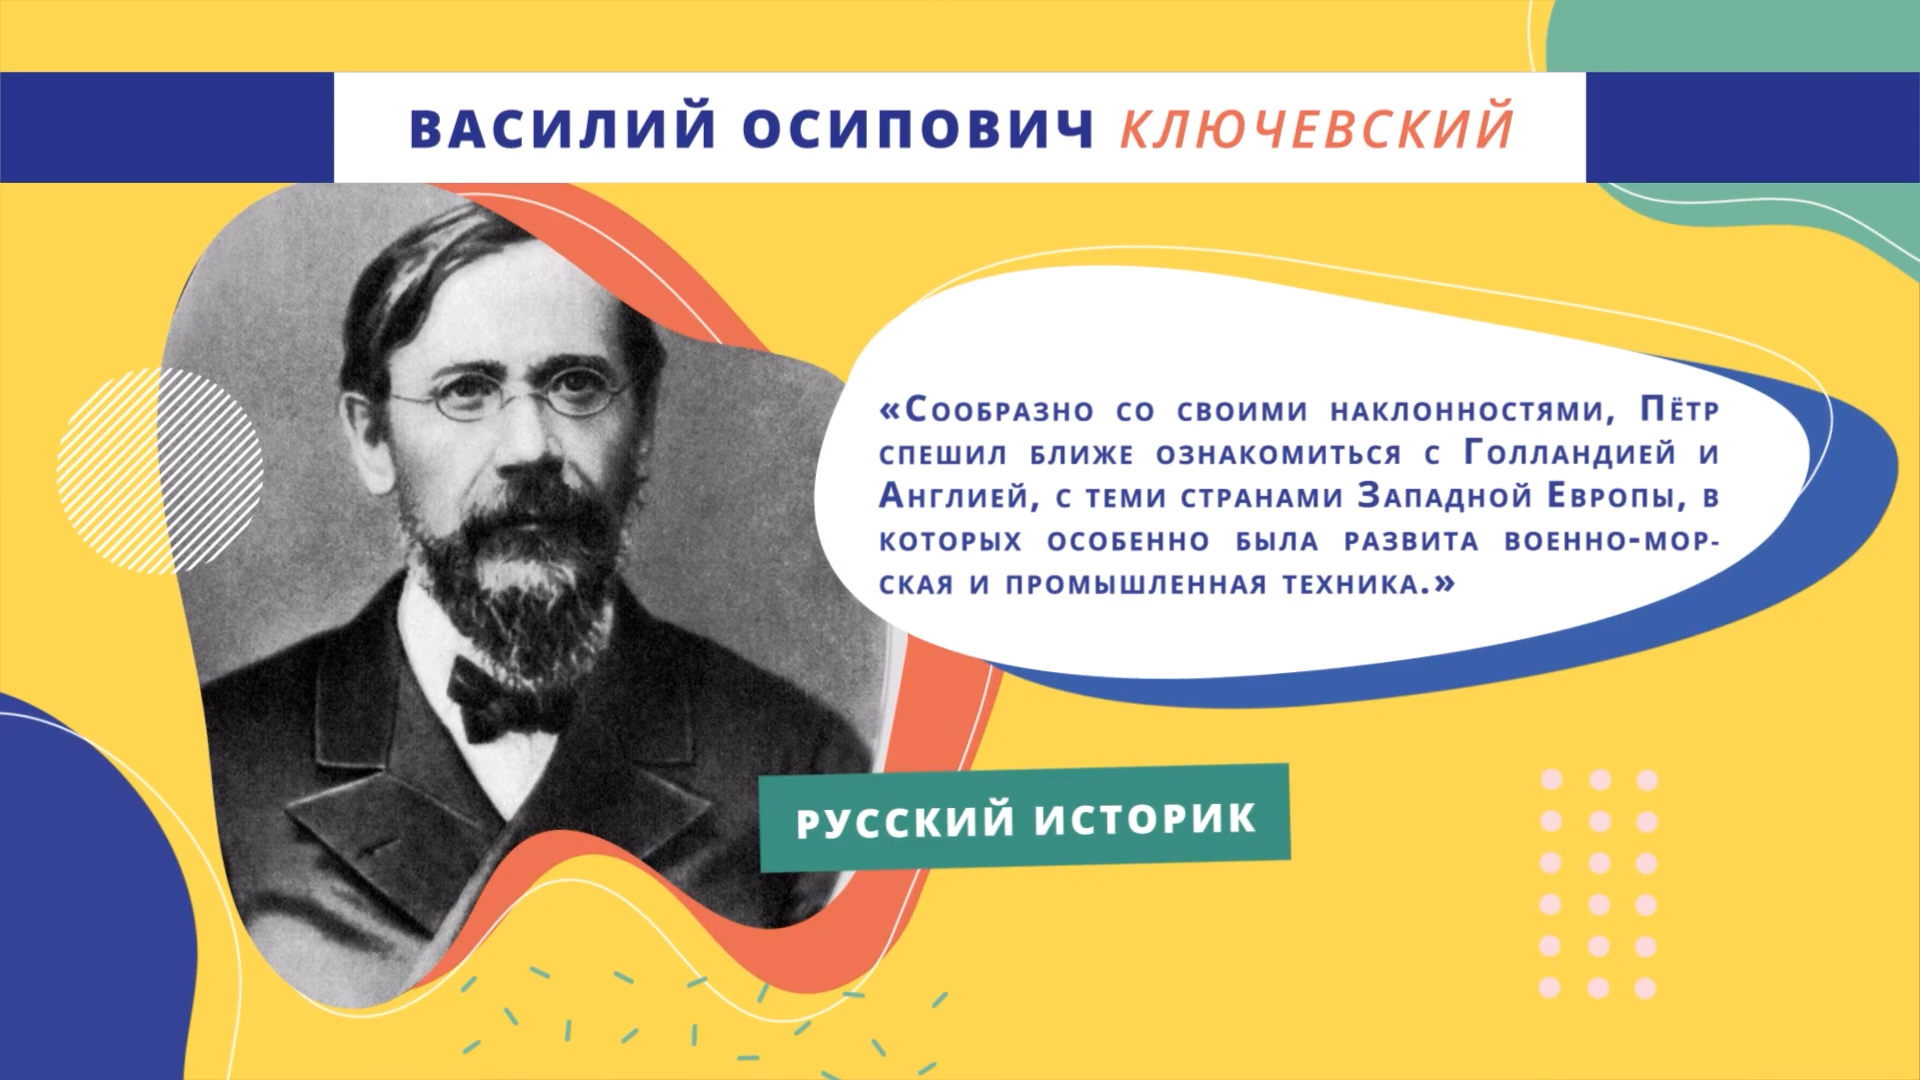 ВАСИЛИЙ ОСИПОВИЧ КЛЮЧЕВСКИЙ
«Сообразно со своими наклонностями, Пётр
спешил ближе ознакомиться с Голландией и
Англией, с теми странами Западной Европы, в
которых особенно была развита военно-мор-
ская и промышленная техника.»
РУССКИЙ ИСТОРИК